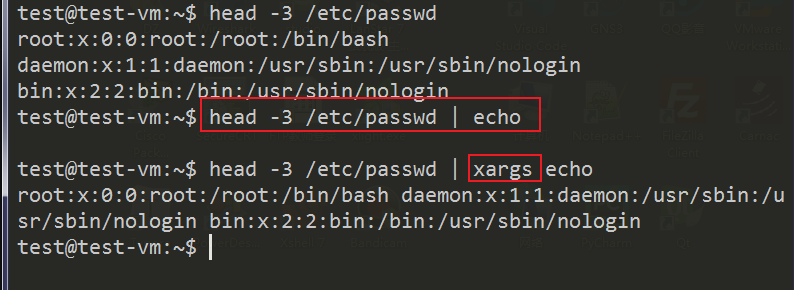 test@test-vm:~$ head -3 /etc/passwd
root:x:0:0:root:/root:/bin/bash
daemon:x:1:1:daemon:/usr/sbin:/usr/sbin/nologin
bin:x:2:2:bin:/bin:/usr/sbin/nologin
test@test-vm:~$ head -3 /etc/passwd | echo
test@test-vm:~$ head -3 /etc/passwd | xargs echo
root:x:0:0:root:/root:/bin/bash daemon:x:1:1:daemon:/usr/sbin:/u
sr/sbin/nologin bin:x:2:2:bin:/bin:/usr/sbin/nologin
test@test-vm:~$